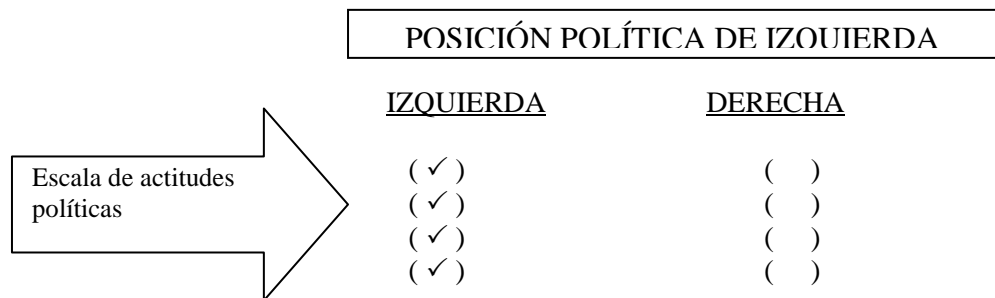 POSICIÓN POLÍTICA DE IZQUIERDA
IZQUIERDA DERECHA
Escala de actitudes
políticas
( ✓ ) ( )
( ✓ ) ( )
( ✓ ) ( )
( ✓ ) ( )